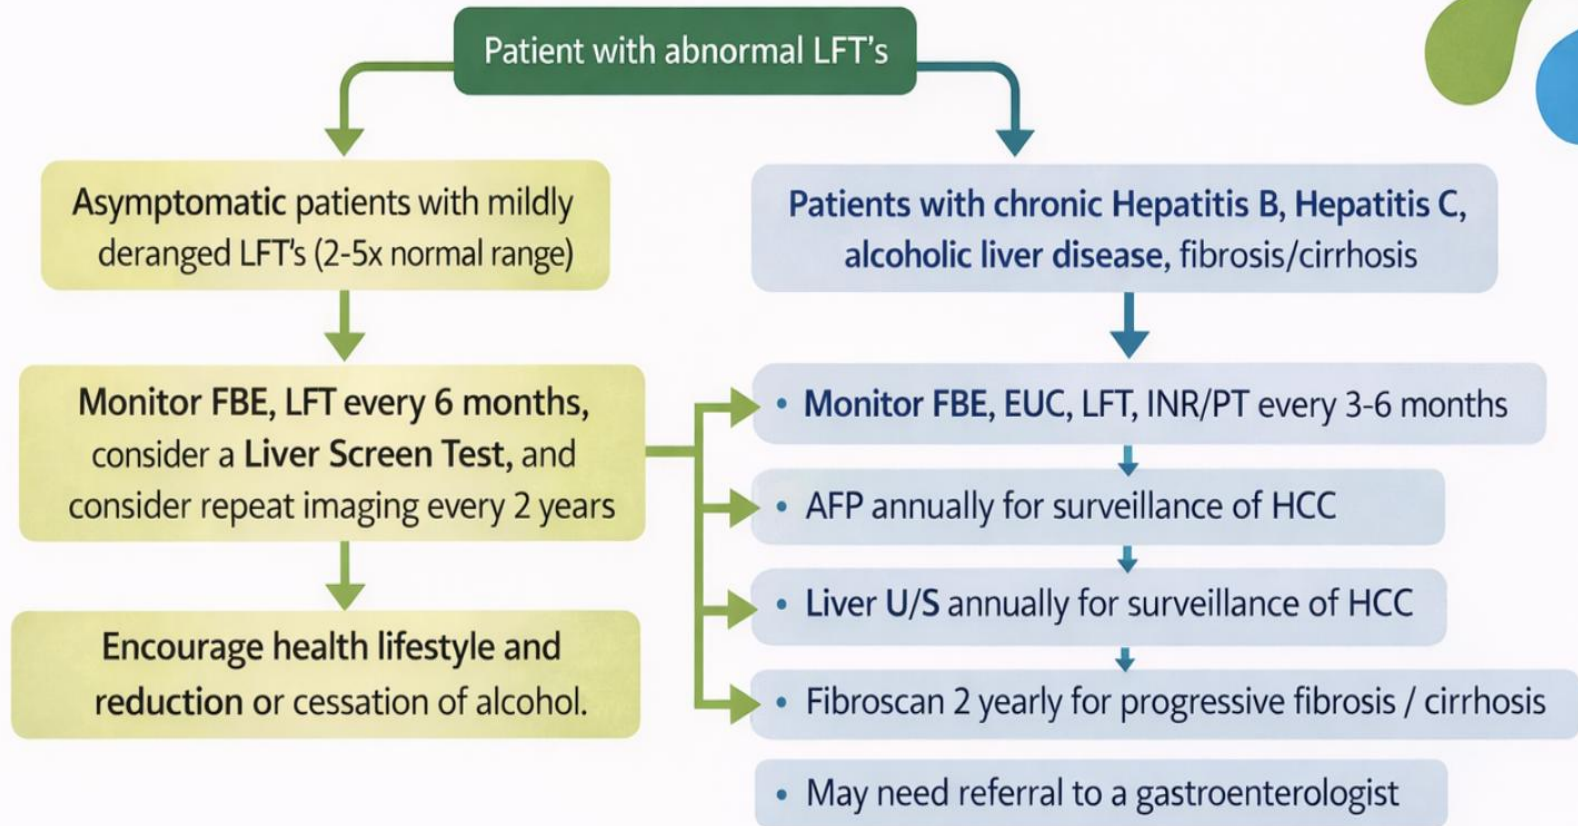 Patient with abnormal LFT's
Asymptomatic patients with mildly
deranged LFT's (2-5x normal range)
Monitor FBE, LFT every 6 months,
consider a Liver Screen Test, and
consider repeat imaging every 2 years
Encourage health lifestyle and
reduction or cessation of alcohol.
Patients with chronic Hepatitis B, Hepatitis C,
alcoholic liver disease, fibrosis/cirrhosis
• Monitor FBE, EUC, LFT, INR/PT every 3-6 months
• AFP annually for surveillance of HCC
• Liver U/S annually for surveillance of HCC
• Fibroscan 2 yearly for progressive fibrosis / cirrhosis
• May need referral to a gastroenterologist